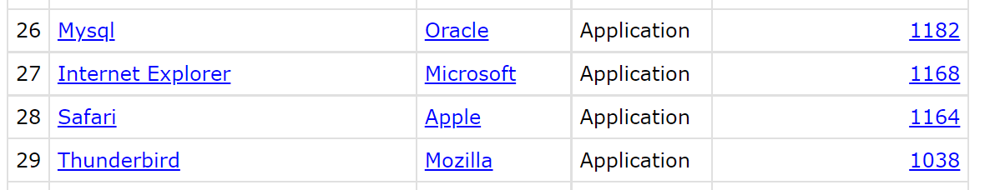 26 Mysql Oracle Application 1182
27 Internet Explorer Microsoft Application 1168
28 Safari Apple Application 1164
29 Thunderbird Mozilla Application 1038